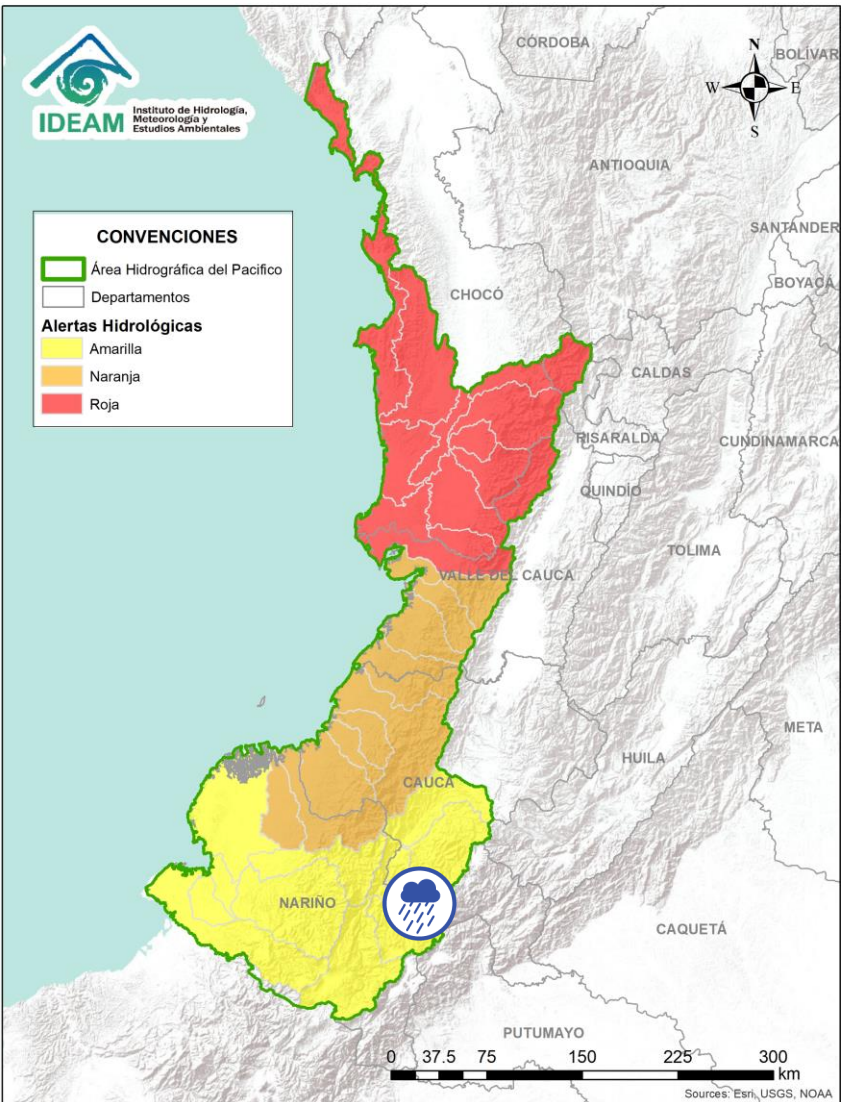 IDEAM
Instituto de Hidrología,
Meteorología y
Estudios Ambientales
N
W
E
S
CONVENCIONES
Área Hidrográfica del Pacifico
Departamentos
Alertas Hidrológicas
Amarilla
Naranja
Roja
CÓRDOBA
BOLÍVAR
ANTIOQUIA
SANTANDER
BOYACÁ
CHOCÓ
CALDAS
RISARALDA
CUNDINAMARCA
QUINDÍO
TOLIMA
VALLE DEL CAUCA
META
HUILA
CAUCA
NARIÑO
CAQUETÁ
PUTUMAYO
0 37.5 75 150 225 300
km
Sources: Esri, USGS, NOAA